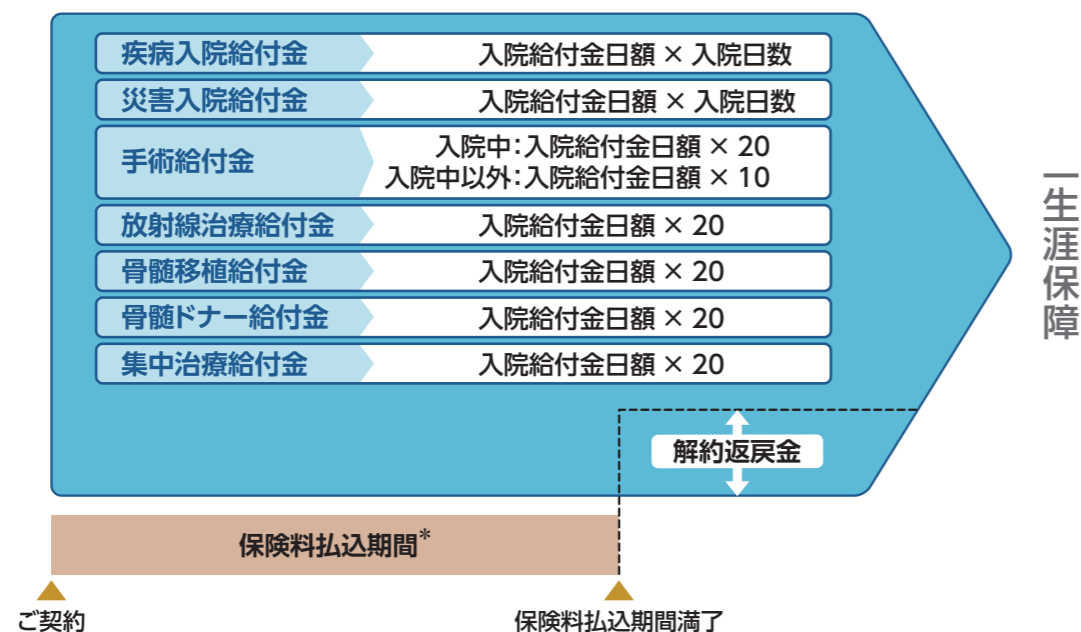 疾病入院給付金 入院給付金日額 × 入院日数
災害入院給付金 入院給付金日額 × 入院日数
手術給付金
入院中:入院給付金日額 × 20
入院中以外:入院給付金日額 × 10
放射線治療給付金 入院給付金日額 × 20
骨髄移植給付金 入院給付金日額 × 20
骨髄ドナー給付金 入院給付金日額 × 20
集中治療給付金 入院給付金日額 × 20
一生涯保障
解約返戻金
保険料払込期間*
ご契約
保険料払込期間満了